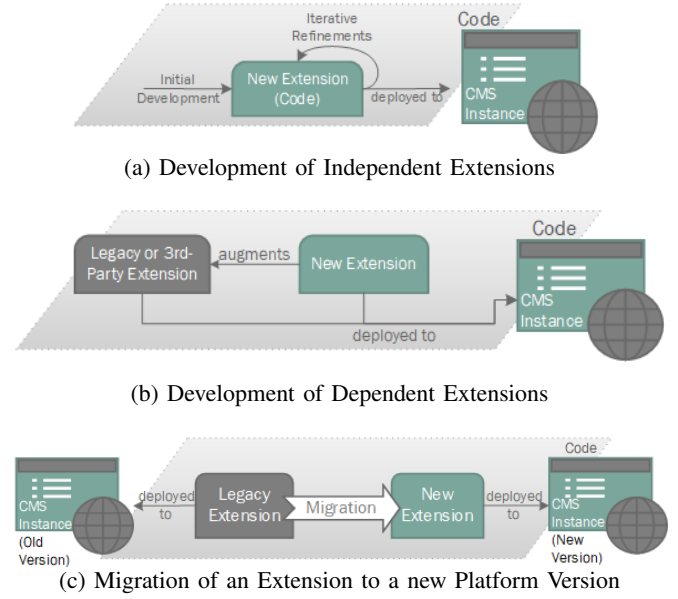 Iterative
Refinements
Code
Initial
Development
New Extension
(Code)
deployed to
CMS
Instance
(a) Development of Independent Extensions
Code
Legacy or 3rd-
Party Extension
augments
New Extension
CMS
Instance
deployed to
(b) Development of Dependent Extensions
Code
CMS
Instance
(Old
Version)
deployed
to
Legacy
Extension
Migration
New
Extension
deployed
to
CMS
Instance
(New
Version)
(c) Migration of an Extension to a new Platform Version